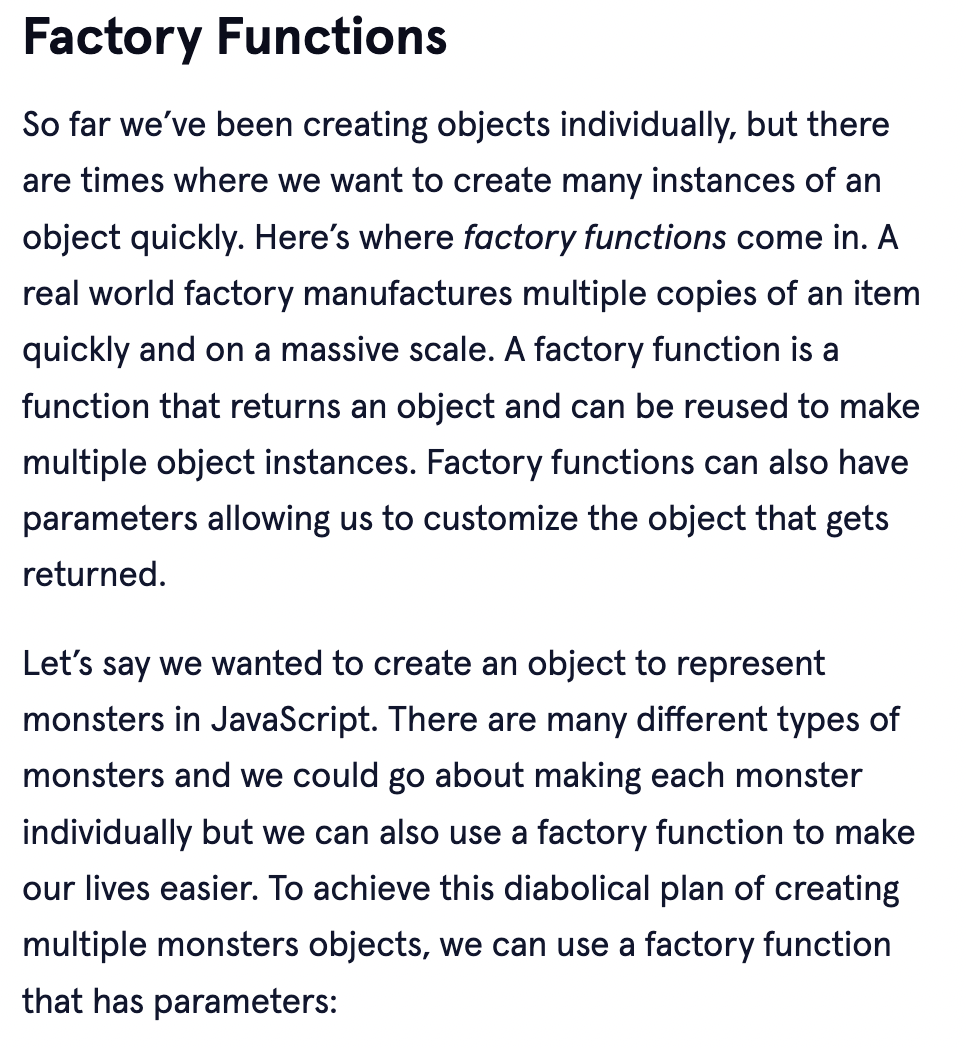 Factory Functions
So far we’ve been creating objects individually, but there
are times where we want to create many instances of an
object quickly. Here’s where factory functions come in. A
real world factory manufactures multiple copies of an item
quickly and on a massive scale. A factory function is a
function that returns an object and can be reused to make
multiple object instances. Factory functions can also have
parameters allowing us to customize the object that gets
returned.
Let’s say we wanted to create an object to represent
monsters in JavaScript. There are many different types of
monsters and we could go about making each monster
individually but we can also use a factory function to make
our lives easier. To achieve this diabolical plan of creating
multiple monsters objects, we can use a factory function
that has parameters: